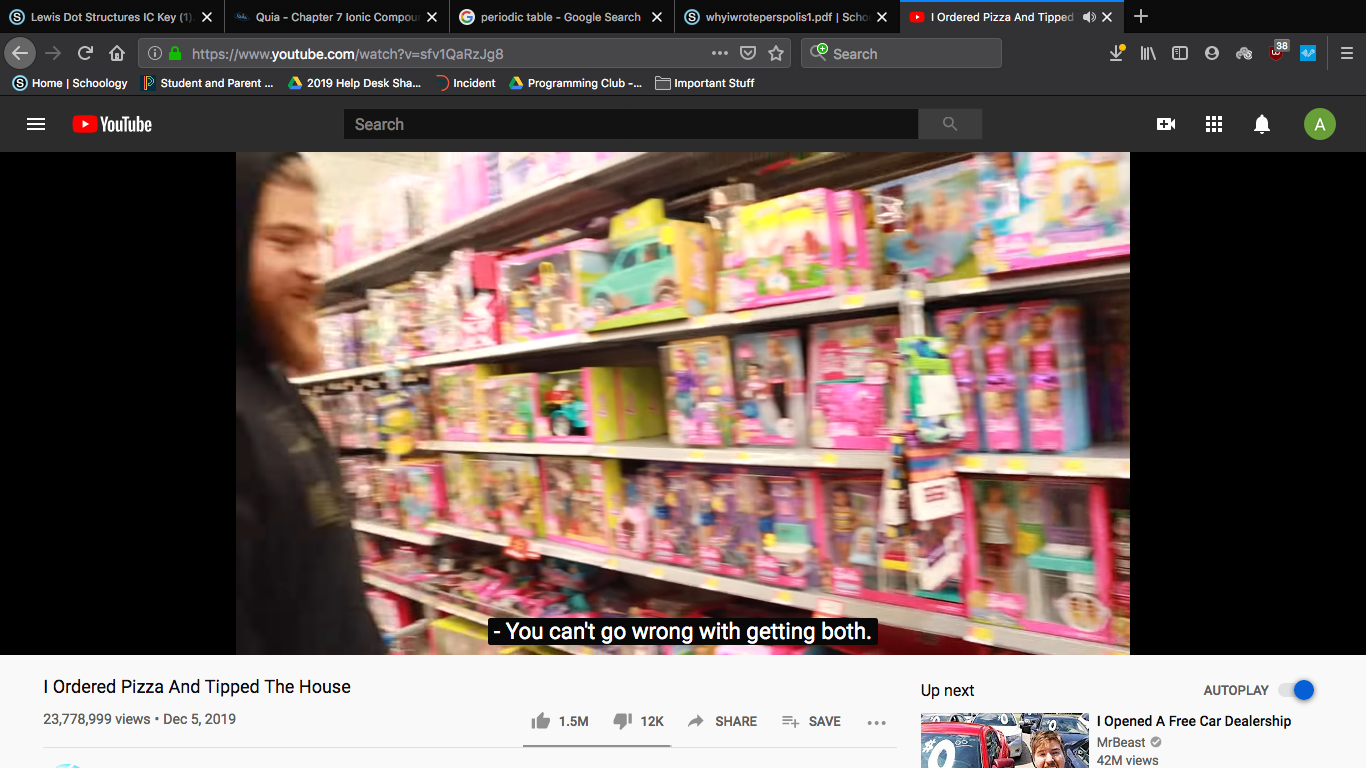 Lewis Dot Structures IC Key (1).
Quia - Chapter 7 Ionic Compou
periodic table - Google Search
whyiwroteperspolis1.pdf | Scho
I Ordered Pizza And Tipped
https://www.youtube.com/watch?v=sfv1QaRzJg8
Search
38
Home | Schoology
Student and Parent ...
2019 Help Desk Sha...
Incident
Programming Club -...
Important Stuff
YouTube
Search
A
- You can't go wrong with getting both.
I Ordered Pizza And Tipped The House
23,778,999 views • Dec 5, 2019
1.5M
12K
SHARE
SAVE
Up next
AUTOPLAY
I Opened A Free Car Dealership
MrBeast
42M views